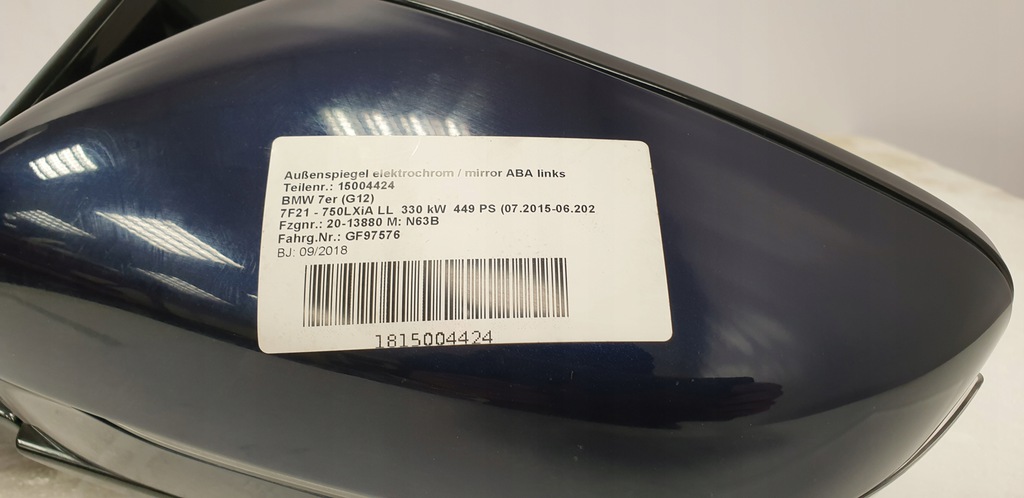 Außenspiegel elektrochrom / mirror ABA links
Teilenr.: 15004424
BMW 7er (G12)
7F21 - 750LXiA LL 330 kW 449 PS (07.2015-06.202
Fzgnr.: 20-13880 M: N63B
Fahrg.Nr.: GF97576
BJ: 09/2018
1815004424